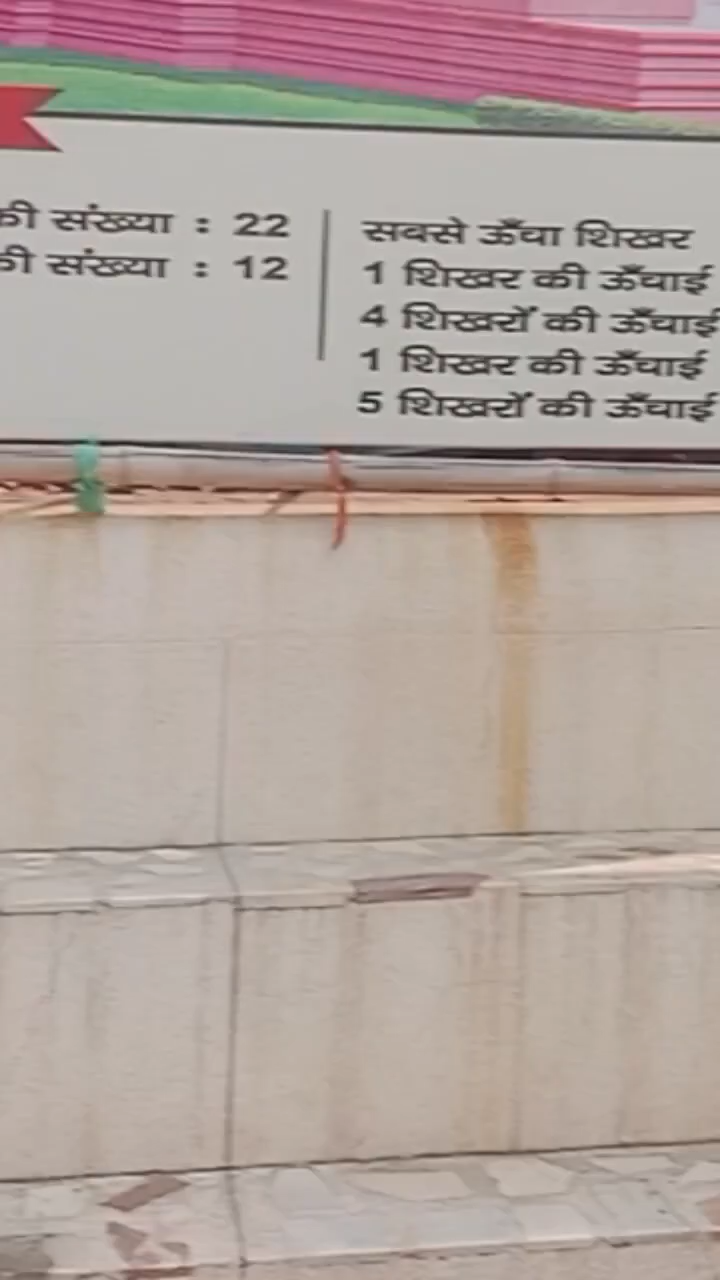 की संख्या : 22
की संख्या : 12
सबसे ऊँचा शिखर
1 शिखर की ऊँचाई
4 शिखरों की ऊँचाई
1 शिखर की ऊँचाई
5 शिखरों की ऊँचाई